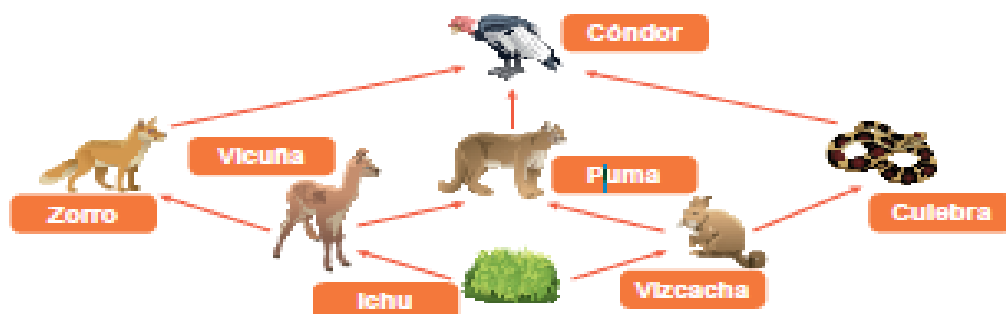 Cóndor
Vicuña
Puma
Zorro
Culebra
Ichu
Vizcacha